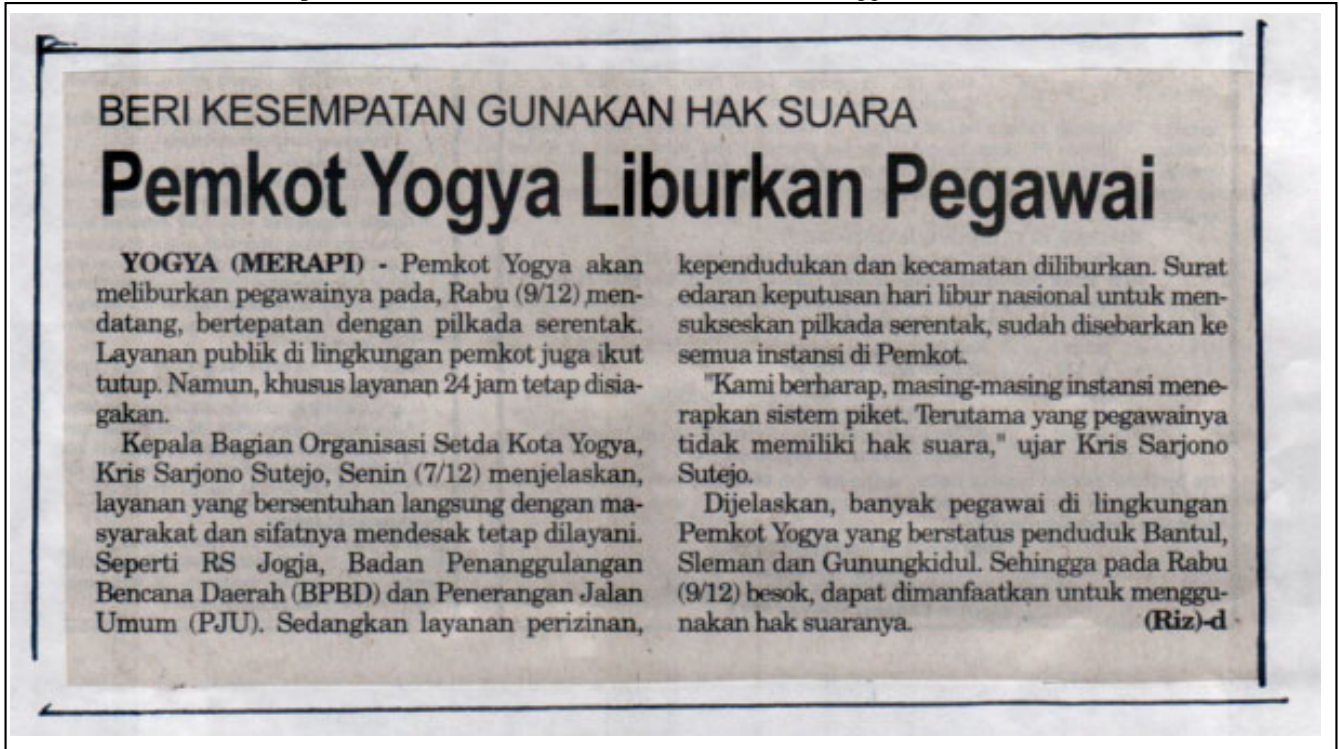 BERI KESEMPATAN GUNAKAN HAK SUARA
Pemkot Yogya Liburkan Pegawai
YOGYA (MERAPI) - Pemkot Yogya akan
meliburkan pegawainya pada, Rabu (9/12) men-
datang, bertepatan dengan pilkada serentak.
Layanan publik di lingkungan pemkot juga ikut
tutup. Namun, khusus layanan 24 jam tetap disia-
gakan.
Kepala Bagian Organisasi Setda Kota Yogya,
Kris Sarjono Sutejo, Senin (7/12) menjelaskan,
layanan yang bersentuhan langsung dengan ma-
syarakat dan sifatnya mendesak tetap dilayani.
Seperti RS Jogja, Badan Penanggulangan
Bencana Daerah (BPBD) dan Penerangan Jalan
Umum (PJU). Sedangkan layanan perizinan,
kependudukan dan kecamatan diliburkan. Surat
edaran keputusan hari libur nasional untuk men-
sukseskan pilkada serentak, sudah disebarkan ke
semua instansi di Pemkot.
"Kami berharap, masing-masing instansi mene-
rapkan sistem piket. Terutama yang pegawainya
tidak memiliki hak suara," ujar Kris Sarjono
Sutejo.
Dijelaskan, banyak pegawai di lingkungan
Pemkot Yogya yang berstatus penduduk Bantul,
Sleman dan Gunungkidul. Sehingga pada Rabu
(9/12) besok, dapat dimanfaatkan untuk menggu-
nakan hak suaranya. (Riz)-d